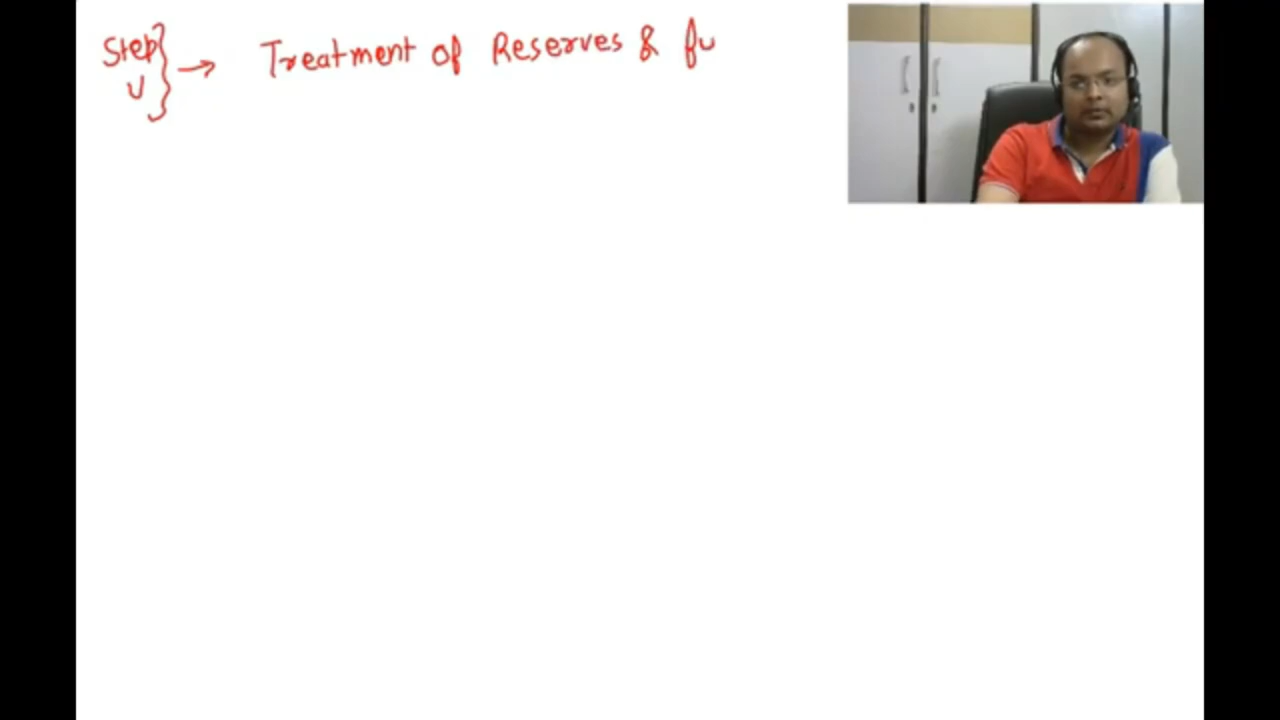 Step
V
→ Treatment of Reserves & fu